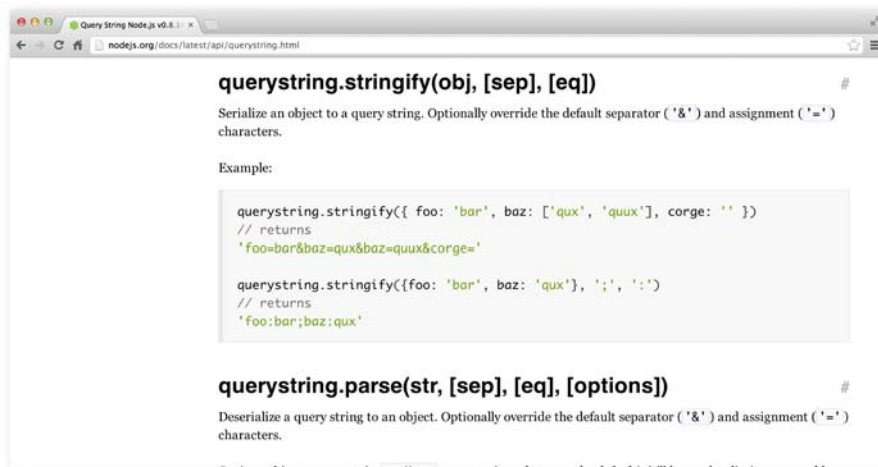 Query String Node.js v0.8.
nodejs.org/docs/latest/api/querystring.html
querystring.stringify(obj, [sep], [eq])
#
Serialize an object to a query string. Optionally override the default separator ( '&' ) and assignment ( '=' )
characters.
Example:
querystring.stringify({ foo: 'bar', baz: ['qux', 'quux'], corge: '' })
// returns
'foo=bar&baz=qux&baz=quux&corge='
querystring.stringify({foo: 'bar', baz: 'qux'}, ';', ':')
// returns
'foo:bar;baz:qux'
querystring.parse(str, [sep], [eq], [options])
#
Deserialize a query string to an object. Optionally override the default separator ( '&' ) and assignment ( '=' )
characters.